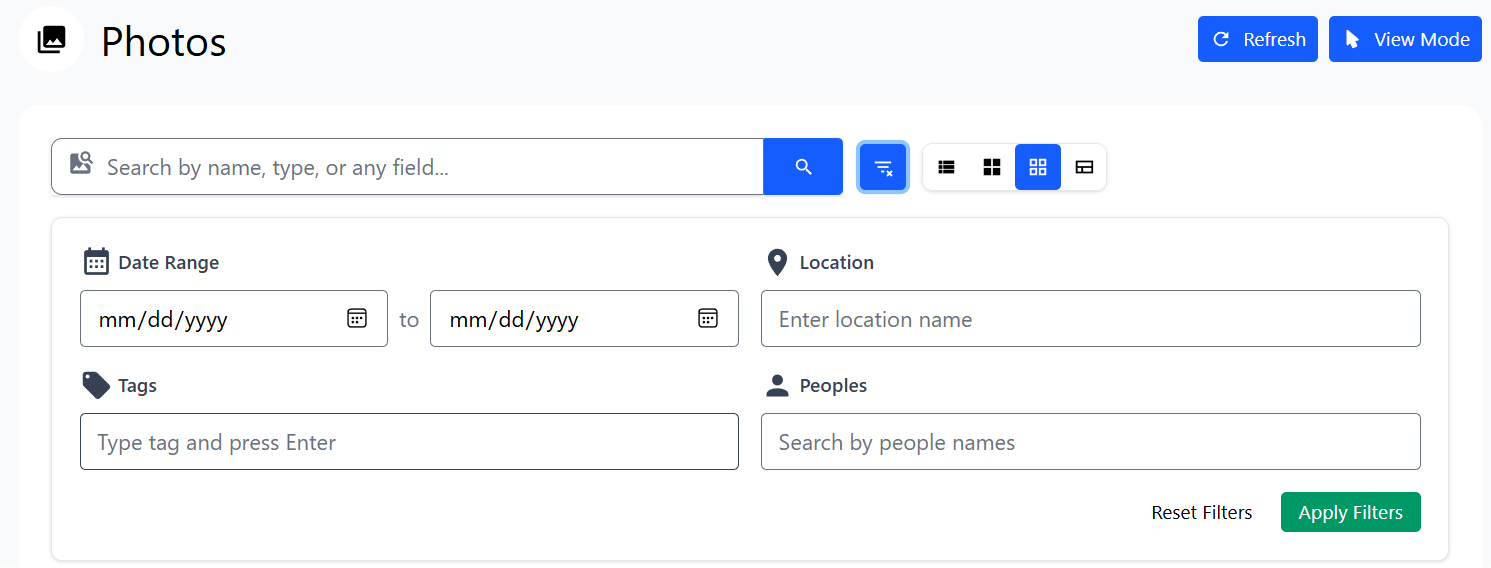 Photos
Refresh
View Mode
Search by name, type, or any field...
Date Range
Location
mm/dd/yyyy to mm/dd/yyyy
Enter location name
Tags
Peoples
Type tag and press Enter
Search by people names
Reset Filters
Apply Filters